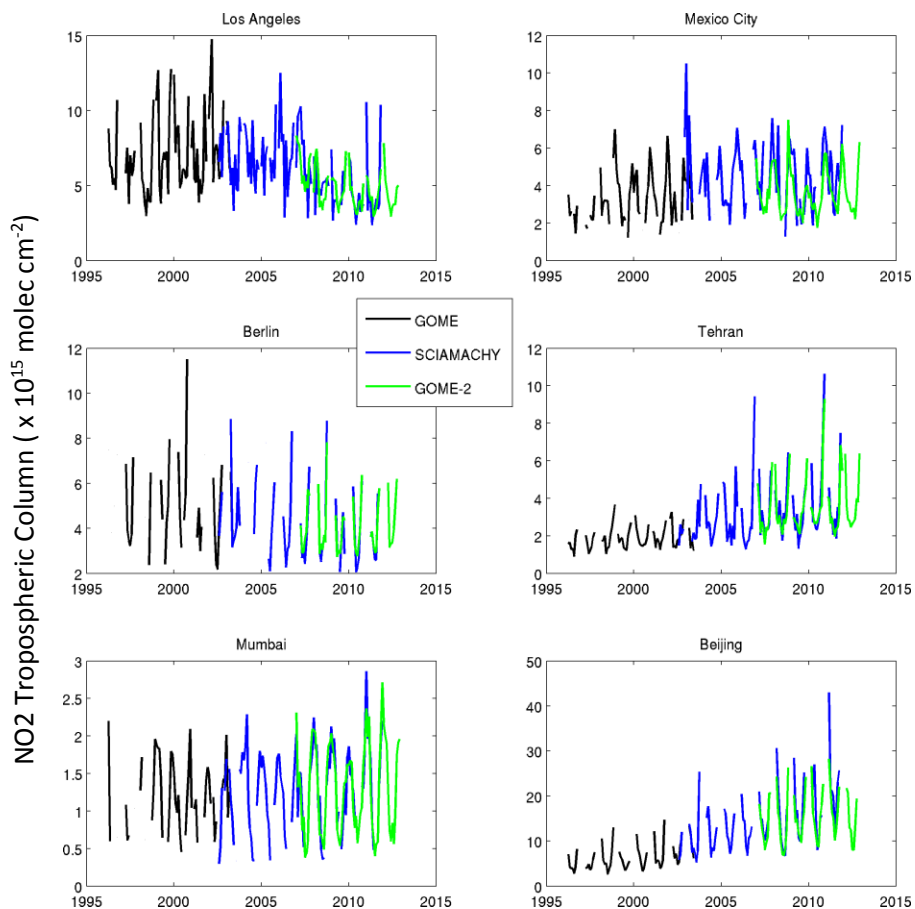 Los Angeles
15
10
5
0
1995 2000 2005 2010 2015
Mexico City
12
10
8
6
4
2
0
1995 2000 2005 2010 2015
GOME
SCIAMACHY
GOME-2
Berlin
12
10
8
6
4
2
1995 2000 2005 2010 2015
Tehran
12
10
8
6
4
2
0
1995 2000 2005 2010 2015
Mumbai
3
2.5
2
1.5
1
0.5
0
1995 2000 2005 2010 2015
Beijing
50
40
30
20
10
0
1995 2000 2005 2010 2015
NO2 Tropospheric Column ( x 10¹⁵ molec cm⁻²)